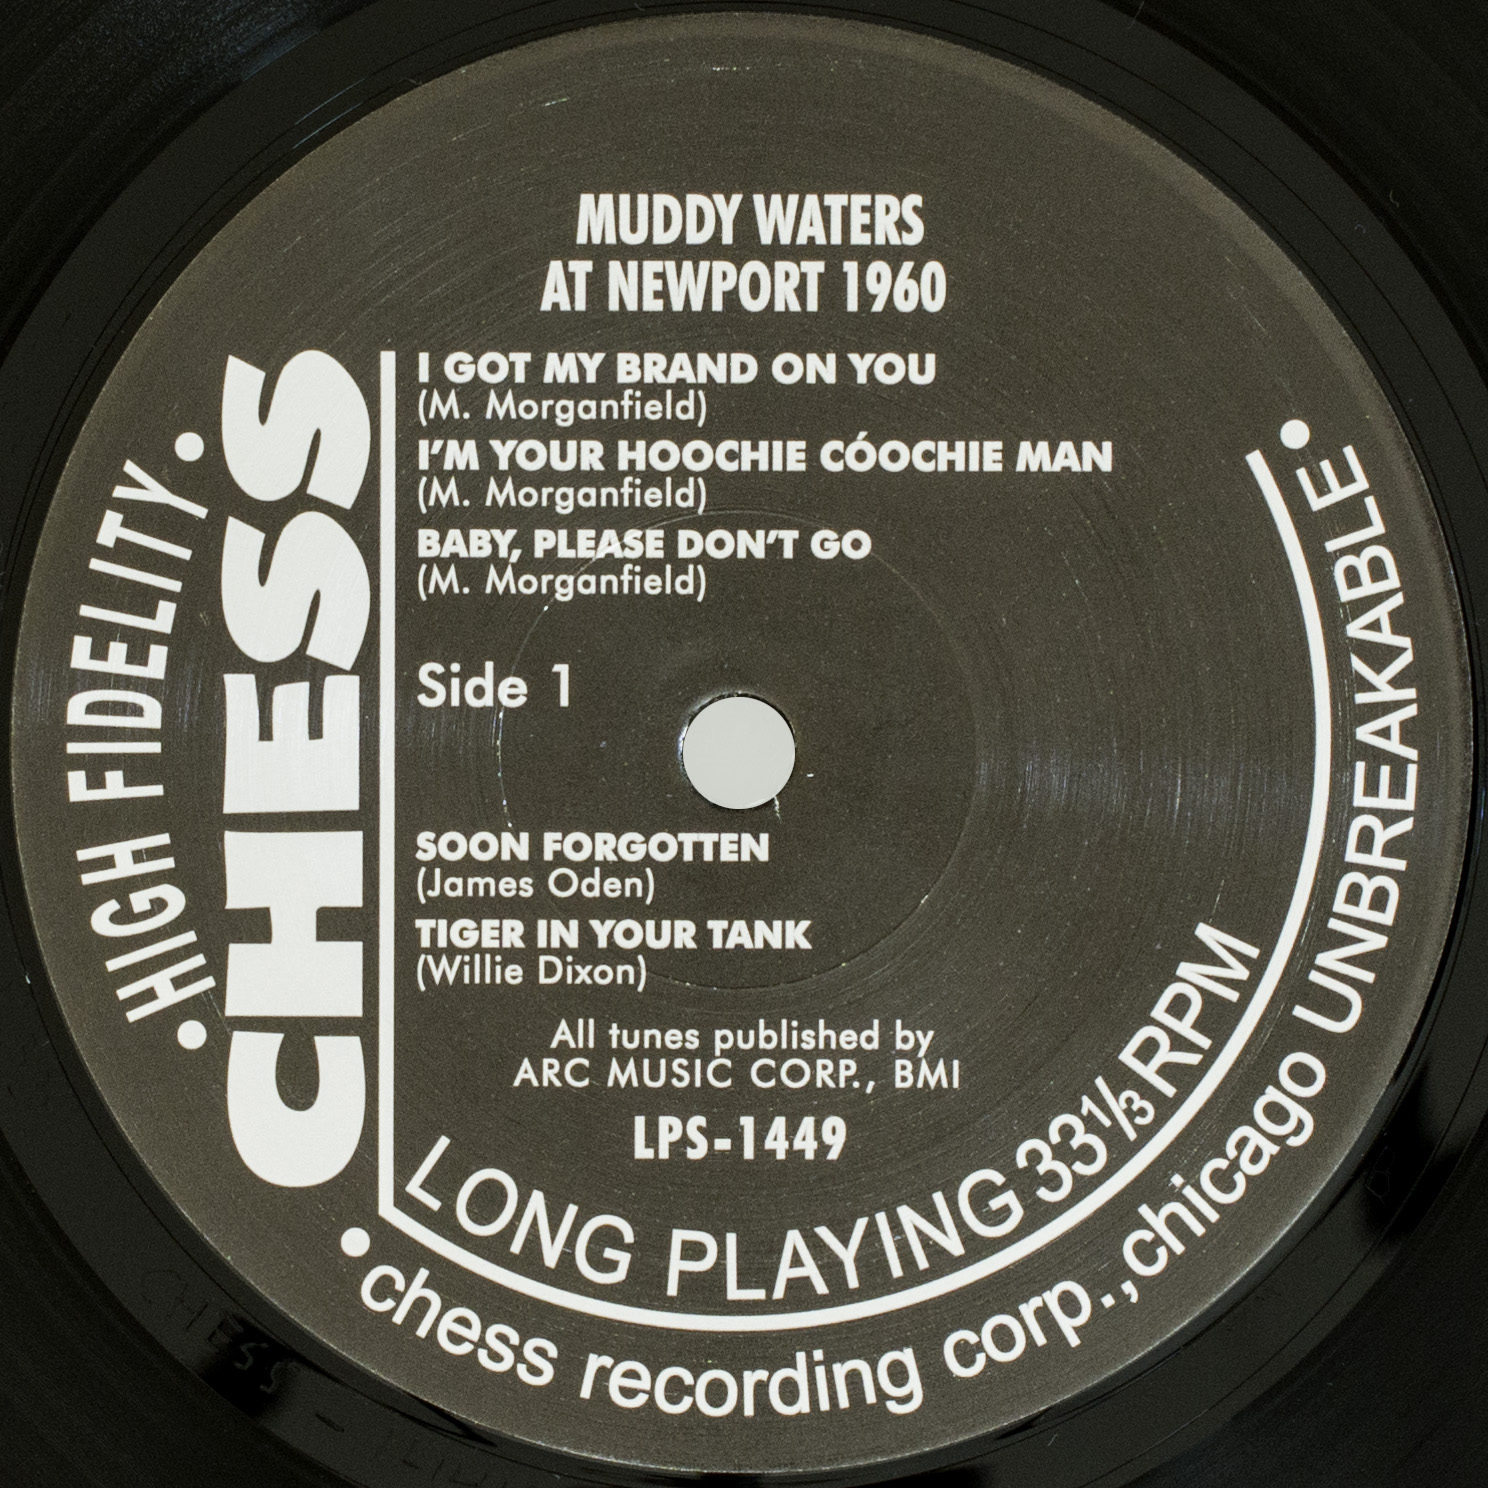 MUDDY WATERS
AT NEWPORT 1960
I GOT MY BRAND ON YOU
(M. Morganfield)
I'M YOUR HOOCHIE CÓOCHIE MAN
(M. Morganfield)
BABY, PLEASE DON'T GO
(M. Morganfield)
Side 1
SOON FORGOTTEN
(James Oden)
TIGER IN YOUR TANK
(Willie Dixon)
All tunes published by
ARC MUSIC CORP., BMI
LPS-1449
LONG PLAYING 33⅓ RPM
• HIGH FIDELITY •
CHESS
• chess recording corp., chicago UNBREAKABLE •